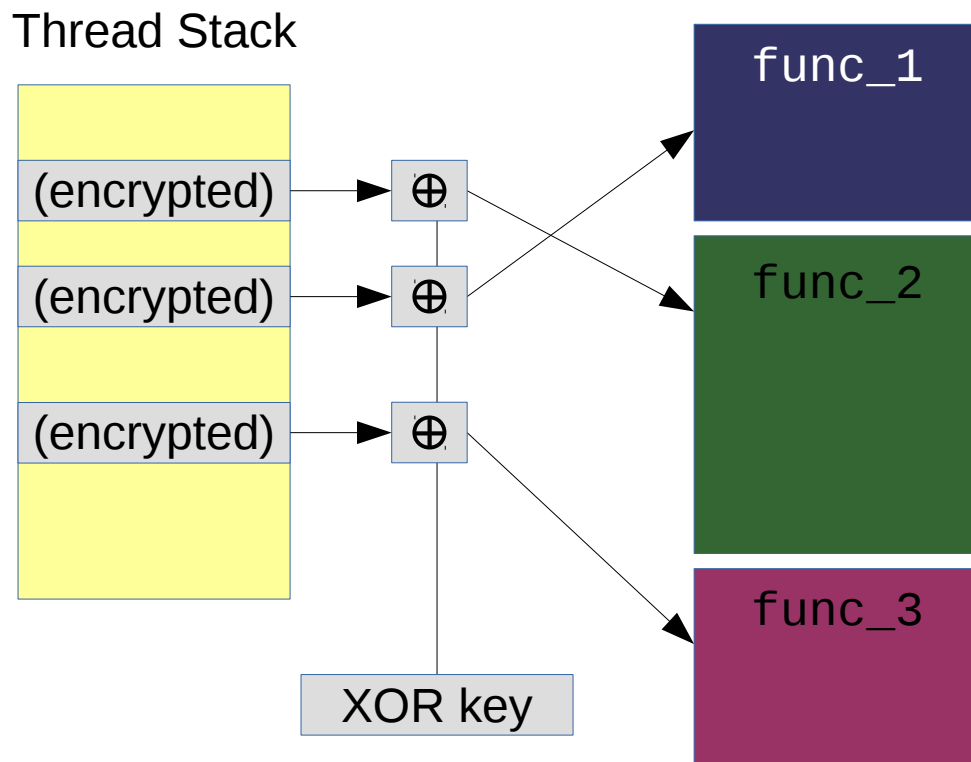 Thread Stack
func_1
(encrypted)
⊕
(encrypted)
⊕
func_2
(encrypted)
⊕
func_3
XOR key